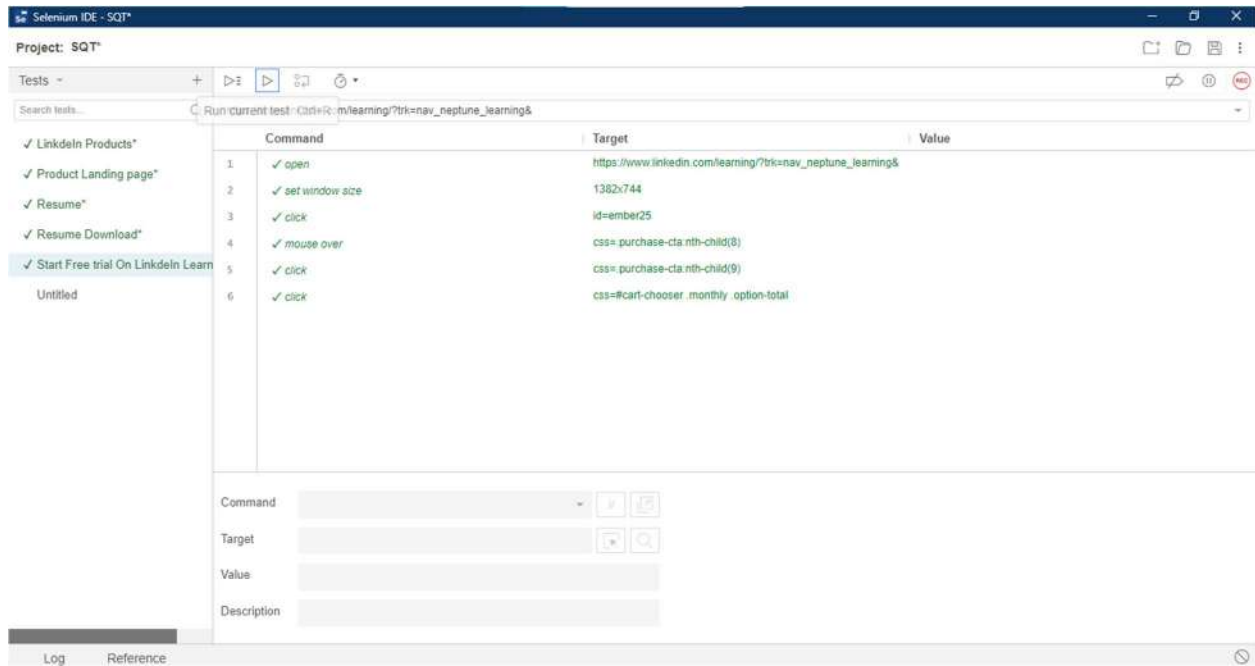 Selenium IDE - SQT*
Project: SQT*
Tests
Search tests...
Run current test Ctrl+R m/learning/?trk=nav_neptune_learning&
REC
Command Target Value
✓ LinkdeIn Products*
✓ Product Landing page*
✓ Resume*
✓ Resume Download*
✓ Start Free trial On LinkdeIn Learn
Untitled
1 ✓ open https://www.linkedin.com/learning/?trk=nav_neptune_learning&
2 ✓ set window size 1382x744
3 ✓ click id=ember25
4 ✓ mouse over css=.purchase-cta:nth-child(8)
5 ✓ click css=.purchase-cta:nth-child(9)
6 ✓ click css=#cart-chooser .monthly .option-total
Command
//
Target
Value
Description
Log Reference